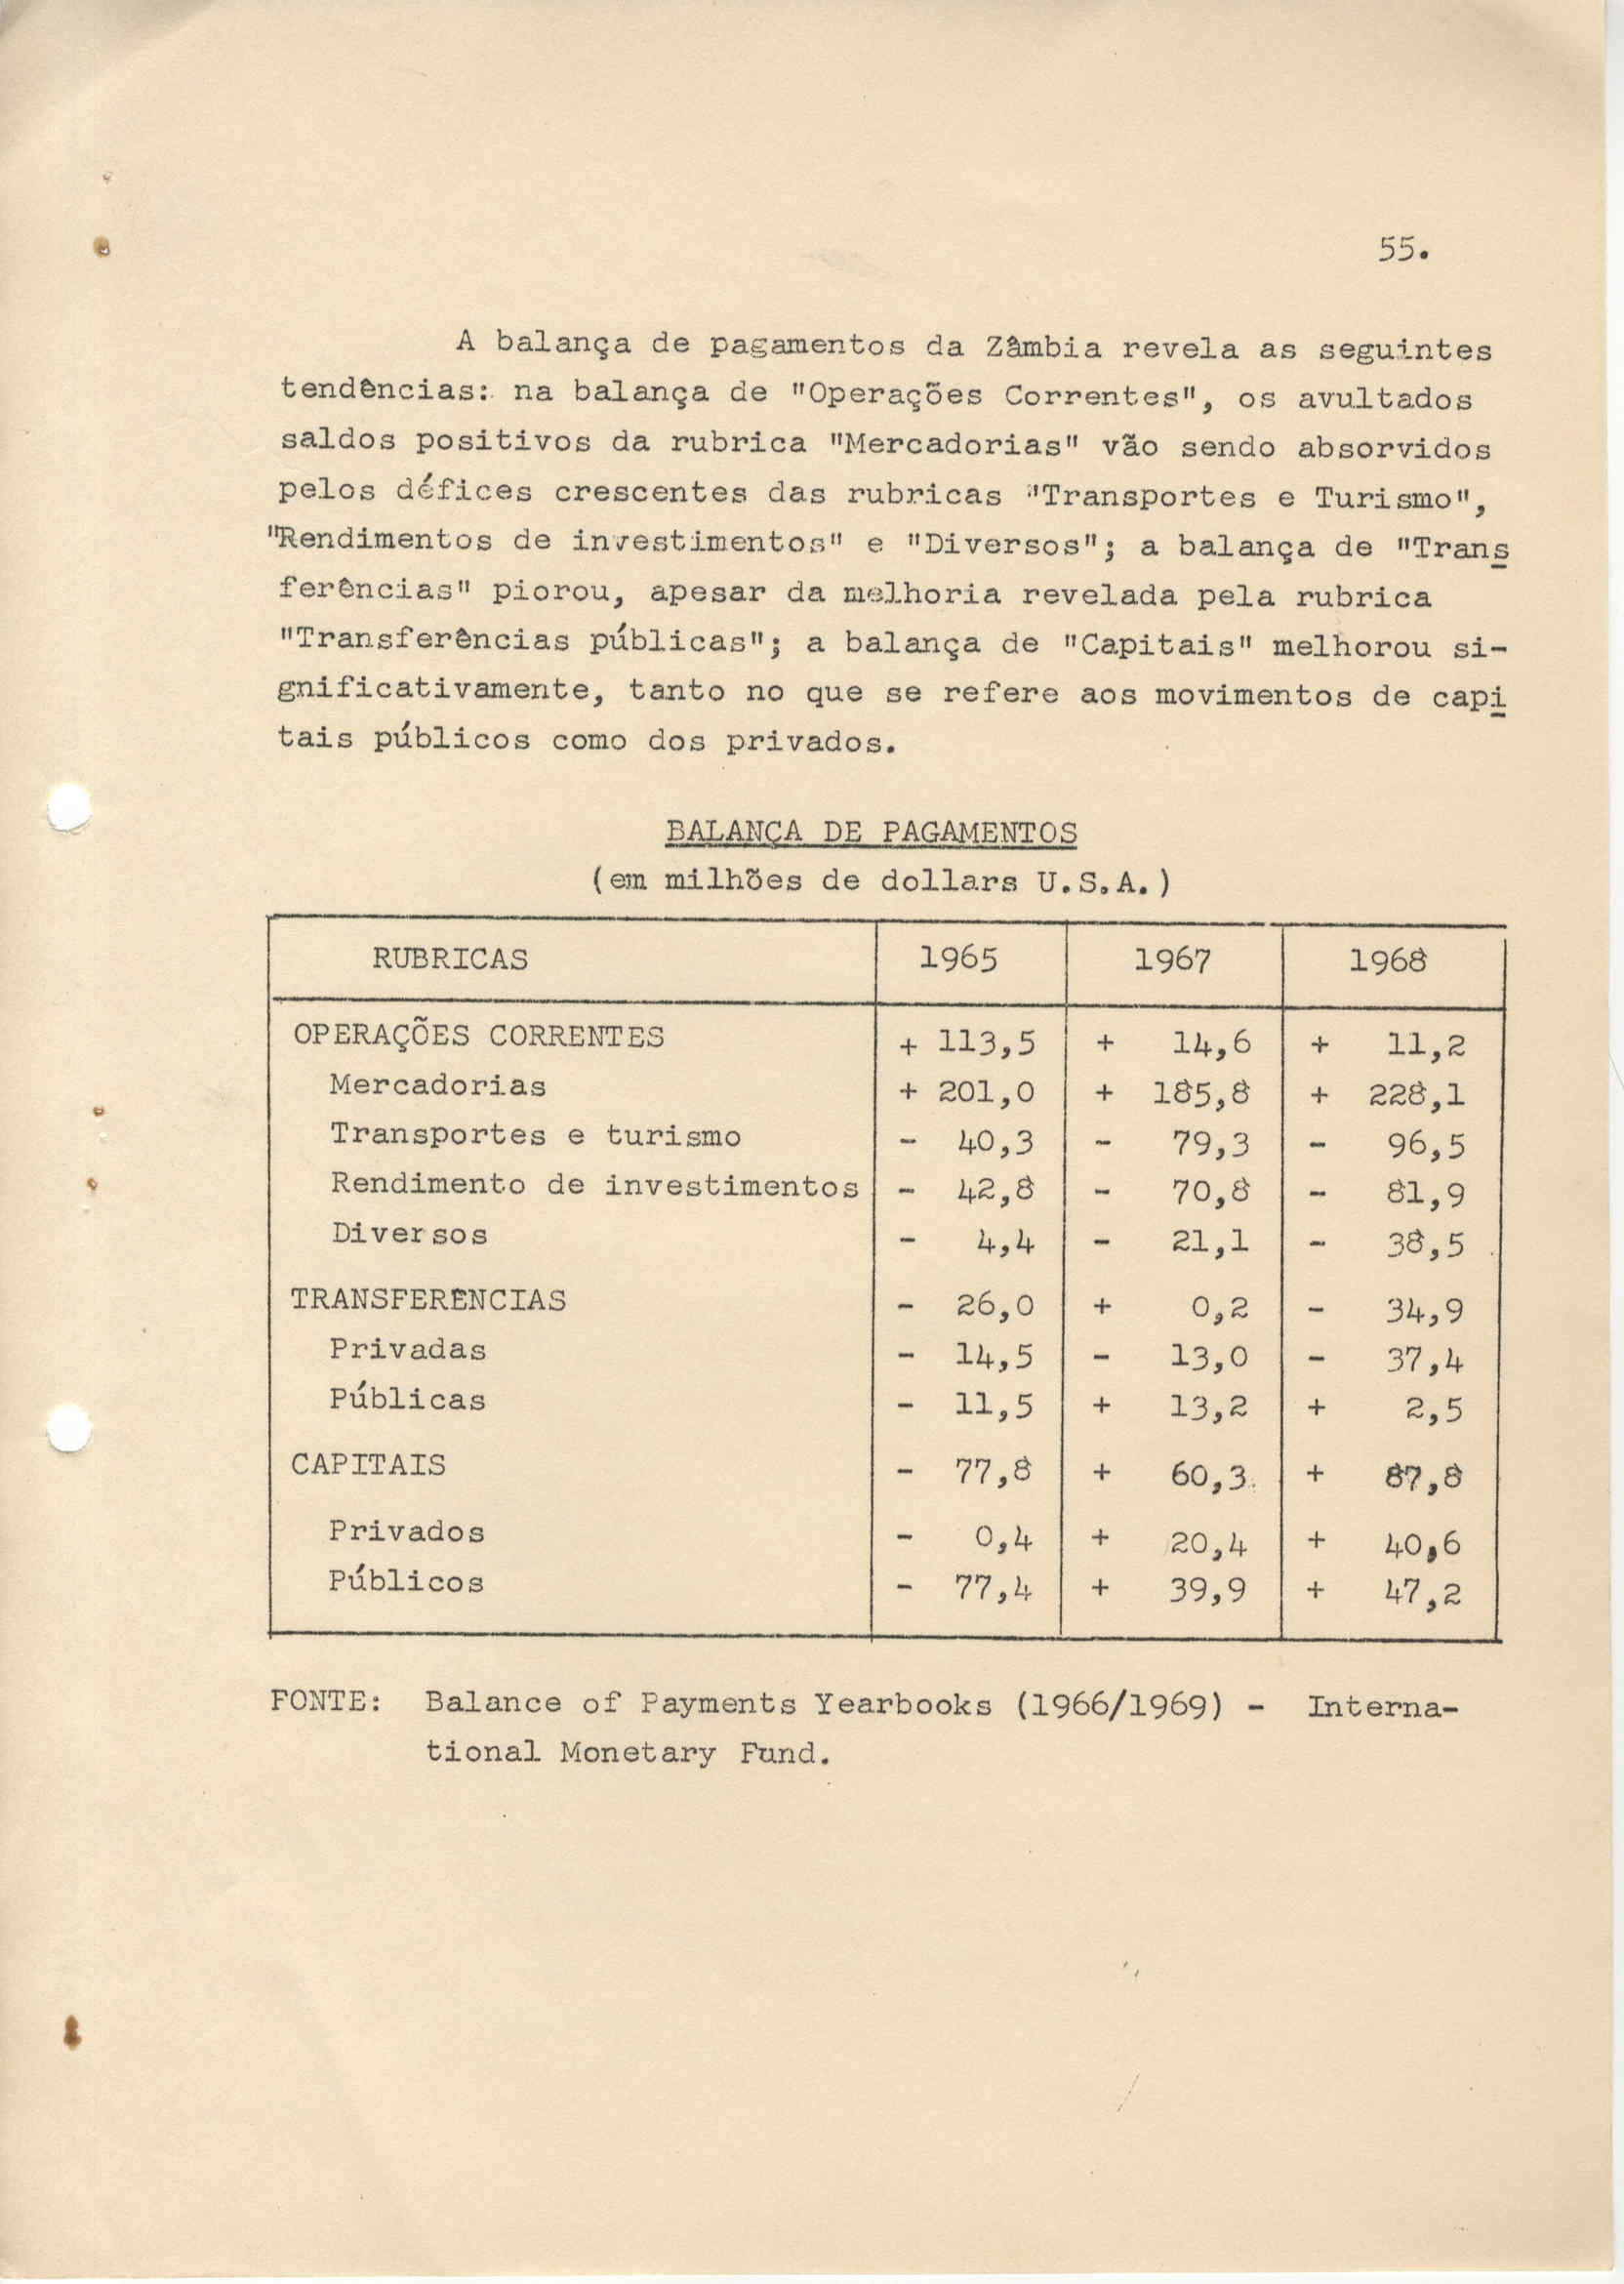 55.
A balança de pagamentos da Zâmbia revela as seguintes
tendências: na balança de "Operações Correntes", os avultados
saldos positivos da rubrica "Mercadorias" vão sendo absorvidos
pelos défices crescentes das rubricas "Transportes e Turismo",
"Rendimentos de investimentos" e "Diversos"; a balança de "Trans
ferências" piorou, apesar da melhoria revelada pela rubrica
"Transferências públicas"; a balança de "Capitais" melhorou si-
gnificativamente, tanto no que se refere aos movimentos de capi
tais públicos como dos privados.
BALANÇA DE PAGAMENTOS
(em milhões de dollars U.S.A.)
RUBRICAS 1965 1967 1968
OPERAÇÕES CORRENTES + 113,5 + 14,6 + 11,2
Mercadorias + 201,0 + 185,8 + 228,1
Transportes e turismo - 40,3 - 79,3 - 96,5
Rendimento de investimentos - 42,8 - 70,8 - 81,9
Diversos - 4,4 - 21,1 - 38,5
TRANSFERÊNCIAS - 26,0 + 0,2 - 34,9
Privadas - 14,5 - 13,0 - 37,4
Públicas - 11,5 + 13,2 + 2,5
CAPITAIS - 77,8 + 60,3 + 87,8
Privados - 0,4 + 20,4 + 40,6
Públicos - 77,4 + 39,9 + 47,2
FONTE: Balance of Payments Yearbooks (1966/1969) - Interna-
tional Monetary Fund.